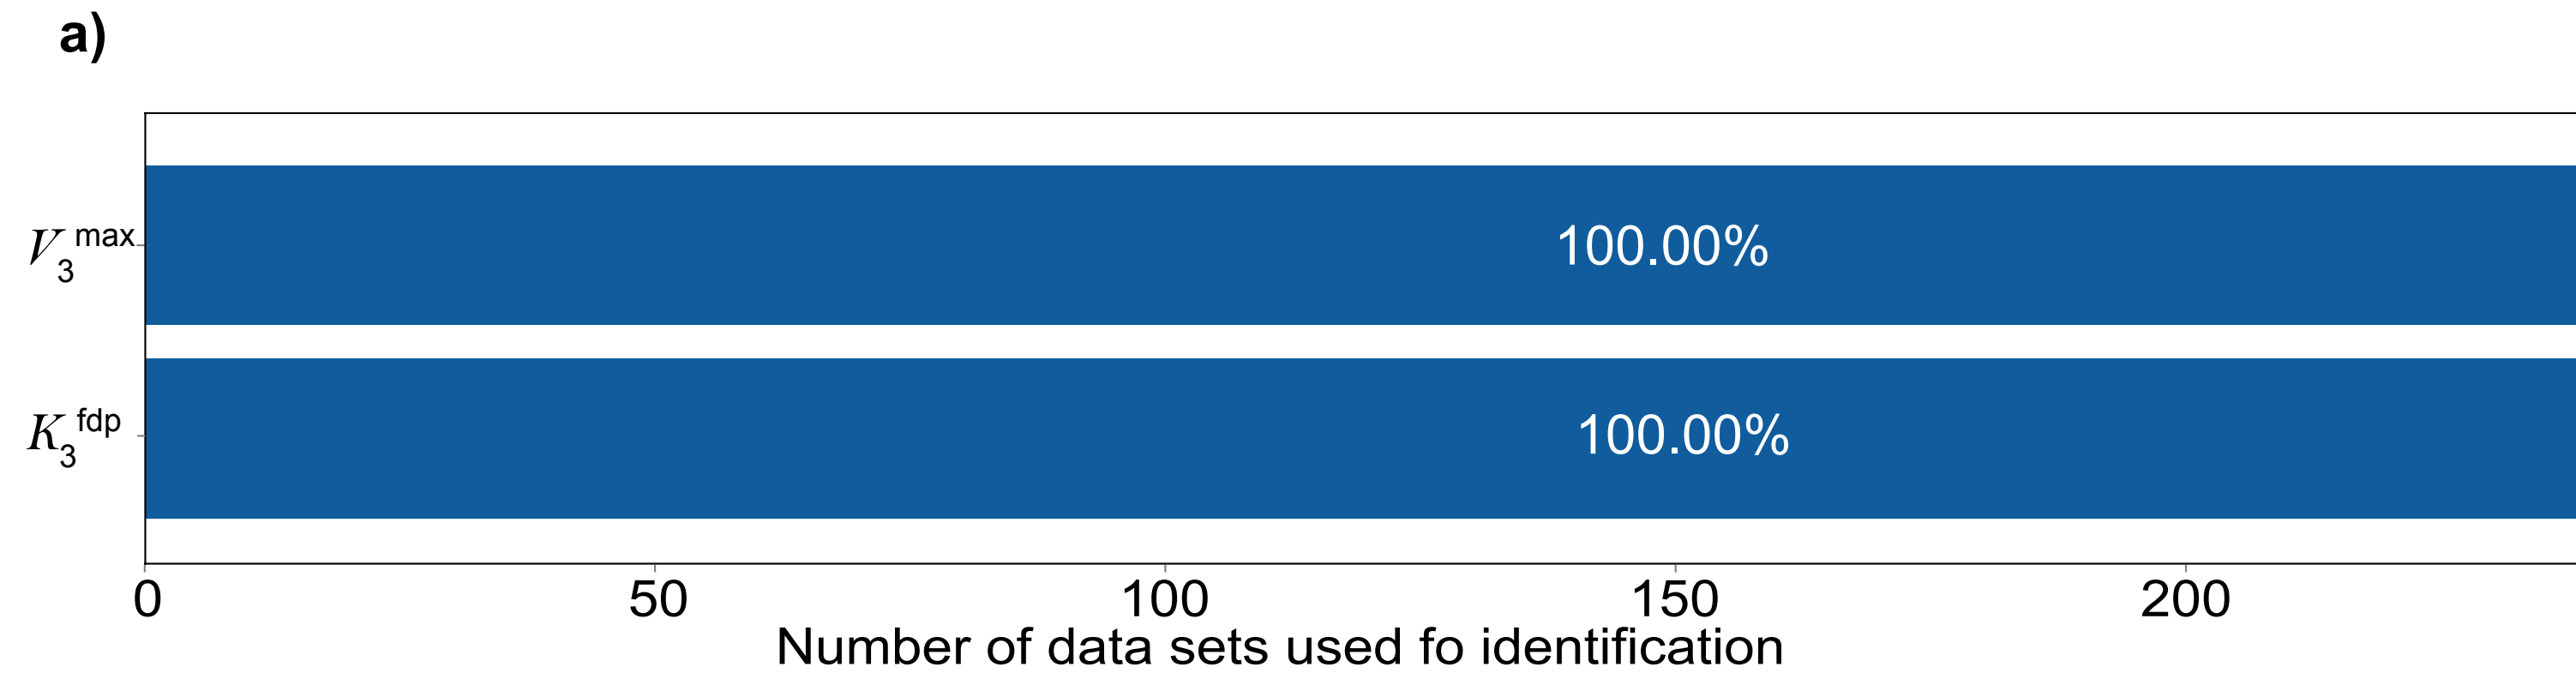 a)
V₃ᵐᵃˣ
100.00%
K₃ᶠᵈᵖ
100.00%
0 50 100 150 200
Number of data sets used fo identification